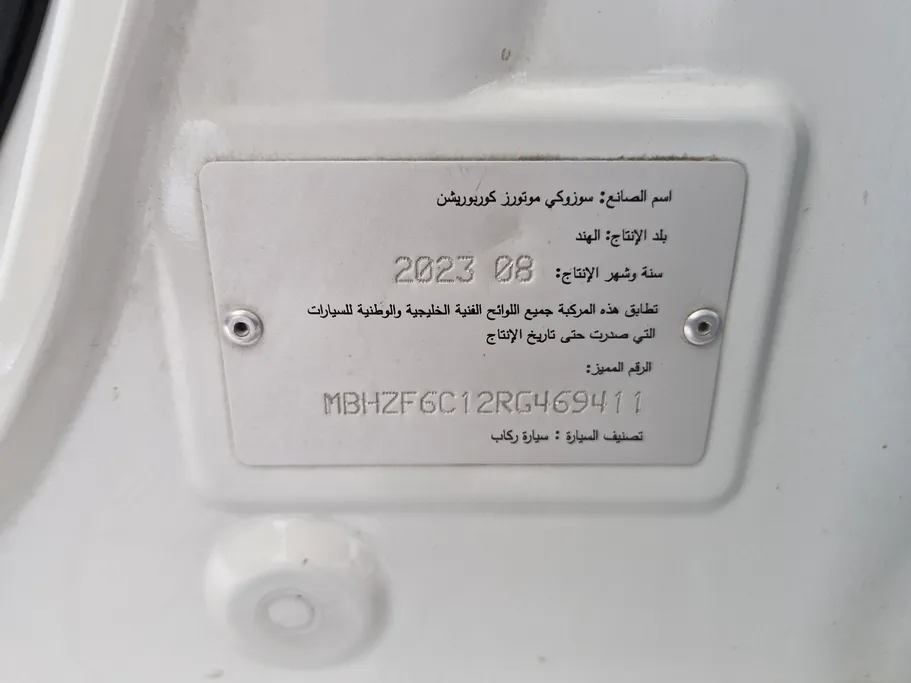 اسم الصانع: سوزوكي موتورز كوربوريشن
بلد الإنتاج: الهند
سنة وشهر الإنتاج: 2023 08
تطابق هذه المركبة جميع اللوائح الفنية الخليجية والوطنية للسيارات
التي صدرت حتى تاريخ الإنتاج
الرقم المميز:
MBHZF6C12RG469411
تصنيف السيارة : سيارة ركاب